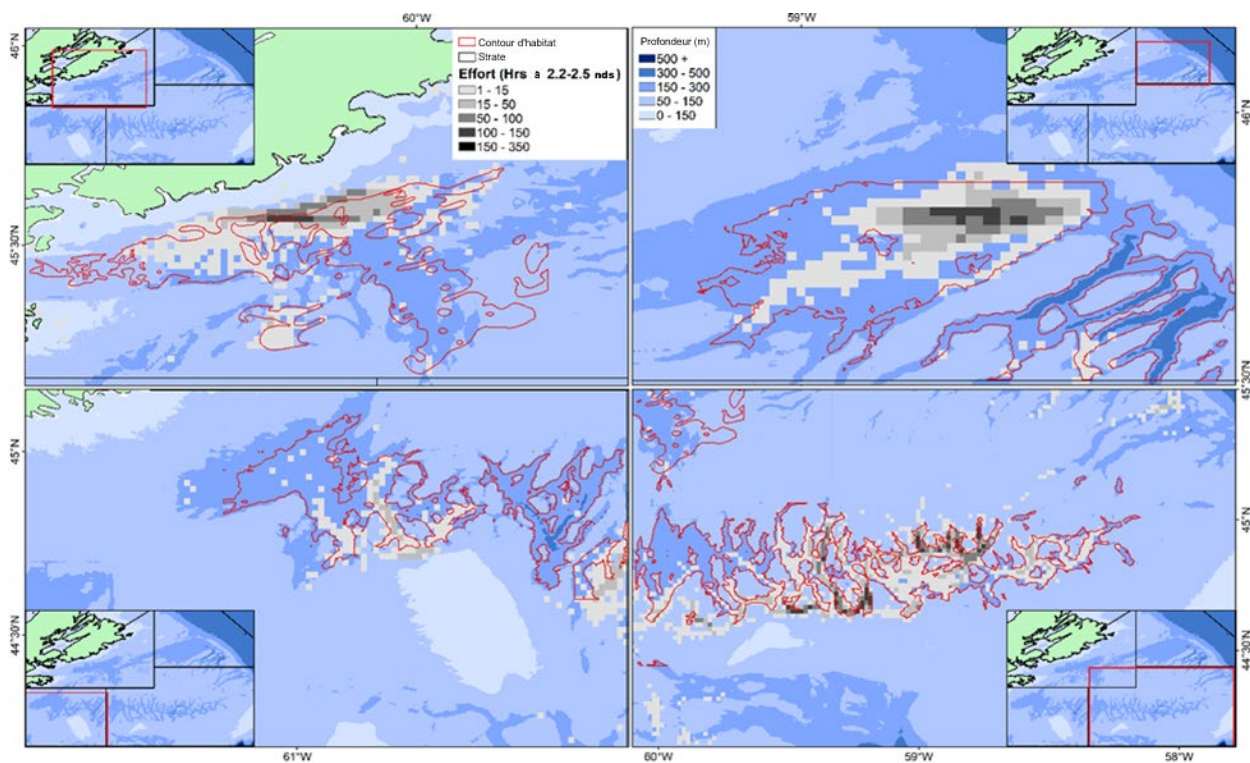 60°W
59°W
46°N
Contour d'habitat
Strate
Effort (Hrs à 2.2-2.5 nds)
1 - 15
15 - 50
50 - 100
100 - 150
150 - 350
Profondeur (m)
500 +
300 - 500
150 - 300
50 - 150
0 - 150
46°N
45°30'N
45°30'N
45°N
45°N
44°30'N
44°30'N
61°W
60°W
59°W
58°W